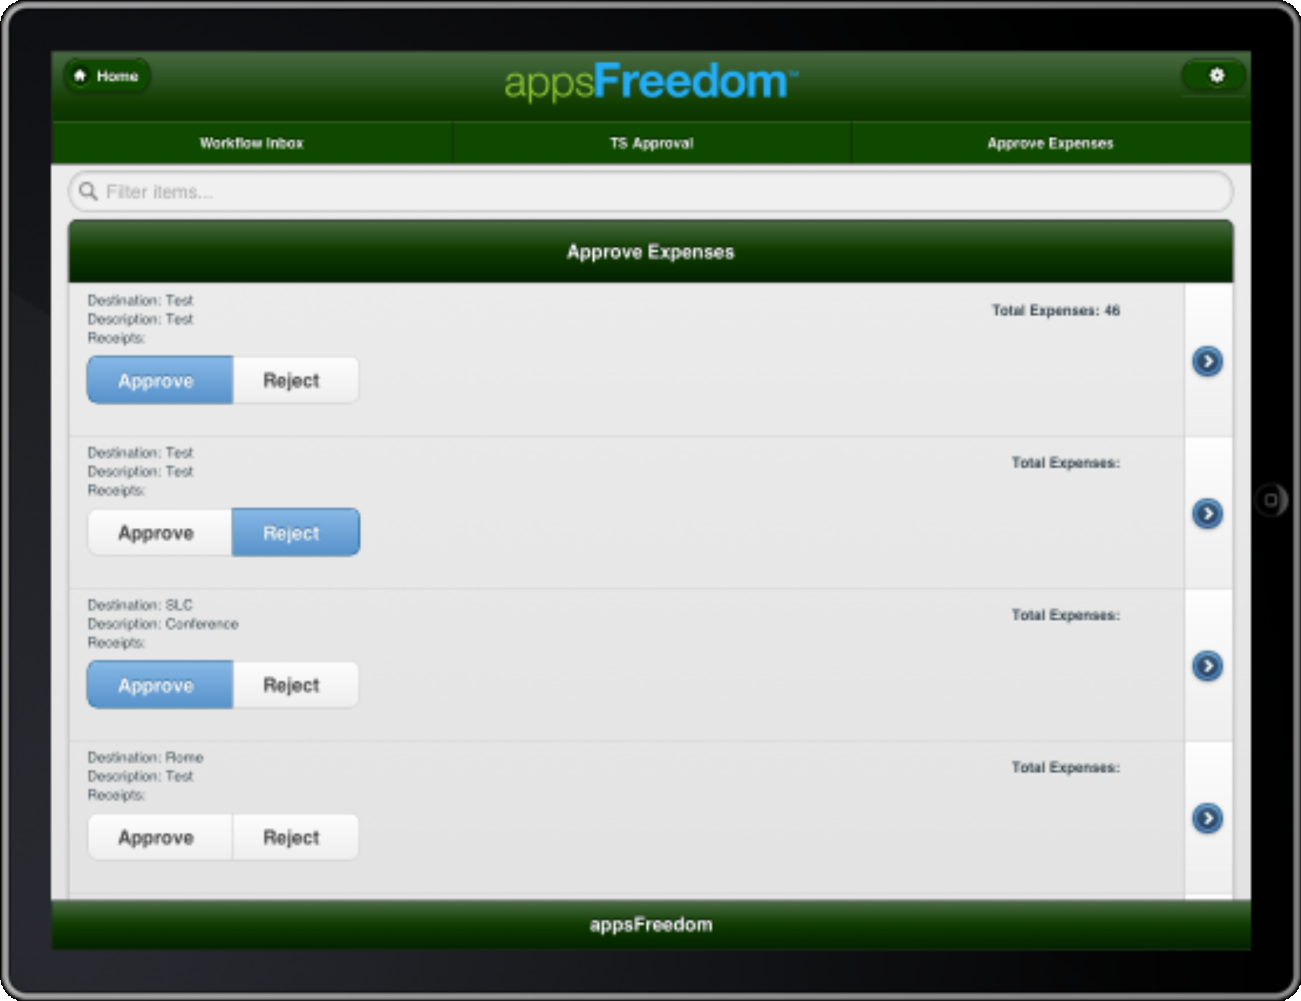 Home
appsFreedom™
Workflow Inbox
TS Approval
Approve Expenses
Filter items...
Approve Expenses
Destination: Test
Description: Test
Receipts:
Total Expenses: 46
Approve
Reject
Destination: Test
Description: Test
Receipts:
Total Expenses:
Approve
Reject
Destination: SLC
Description: Conference
Receipts:
Total Expenses:
Approve
Reject
Destination: Rome
Description: Test
Receipts:
Total Expenses:
Approve
Reject
appsFreedom